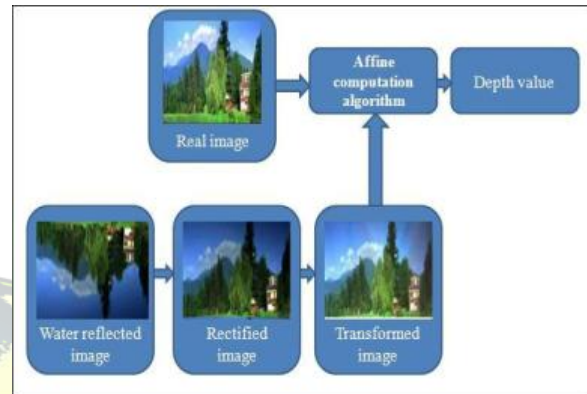 Affine
computation
algorithm
Depth value
Real image
Water reflected
image
Rectified
image
Transformed
image